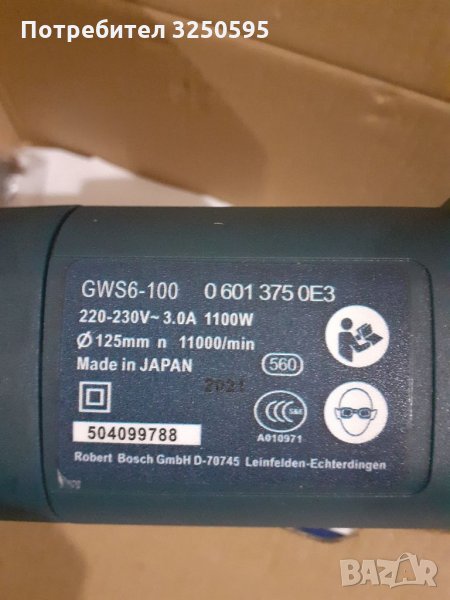 Потребител 3250595
GWS6-100 0 601 375 0E3
220-230V~ 3.0A 1100W
Ø125mm n 11000/min
Made in JAPAN
560
2021
S&E
A010971
504099788
Robert Bosch GmbH D-70745 Leinfelden-Echterdingen
BAZAR